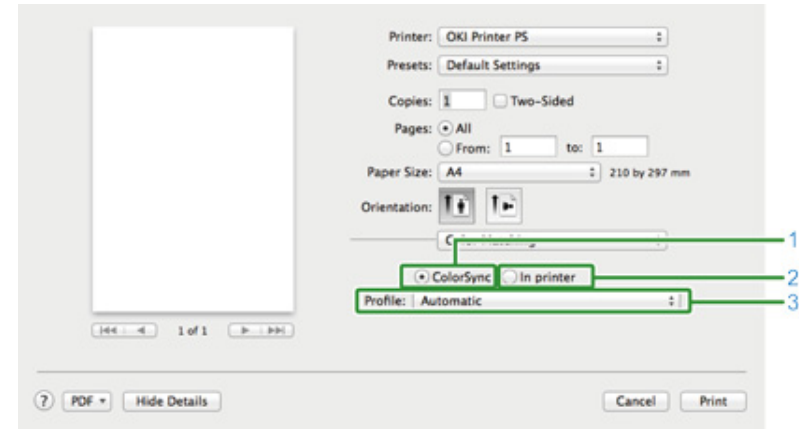 Printer: OKI Printer PS
Presets: Default Settings
Copies: 1 Two-Sided
Pages: All
From: 1 to: 1
Paper Size: A4 210 by 297 mm
Orientation:
1
ColorSync In printer 2
Profile: Automatic 3
1 of 1
? PDF Hide Details Cancel Print